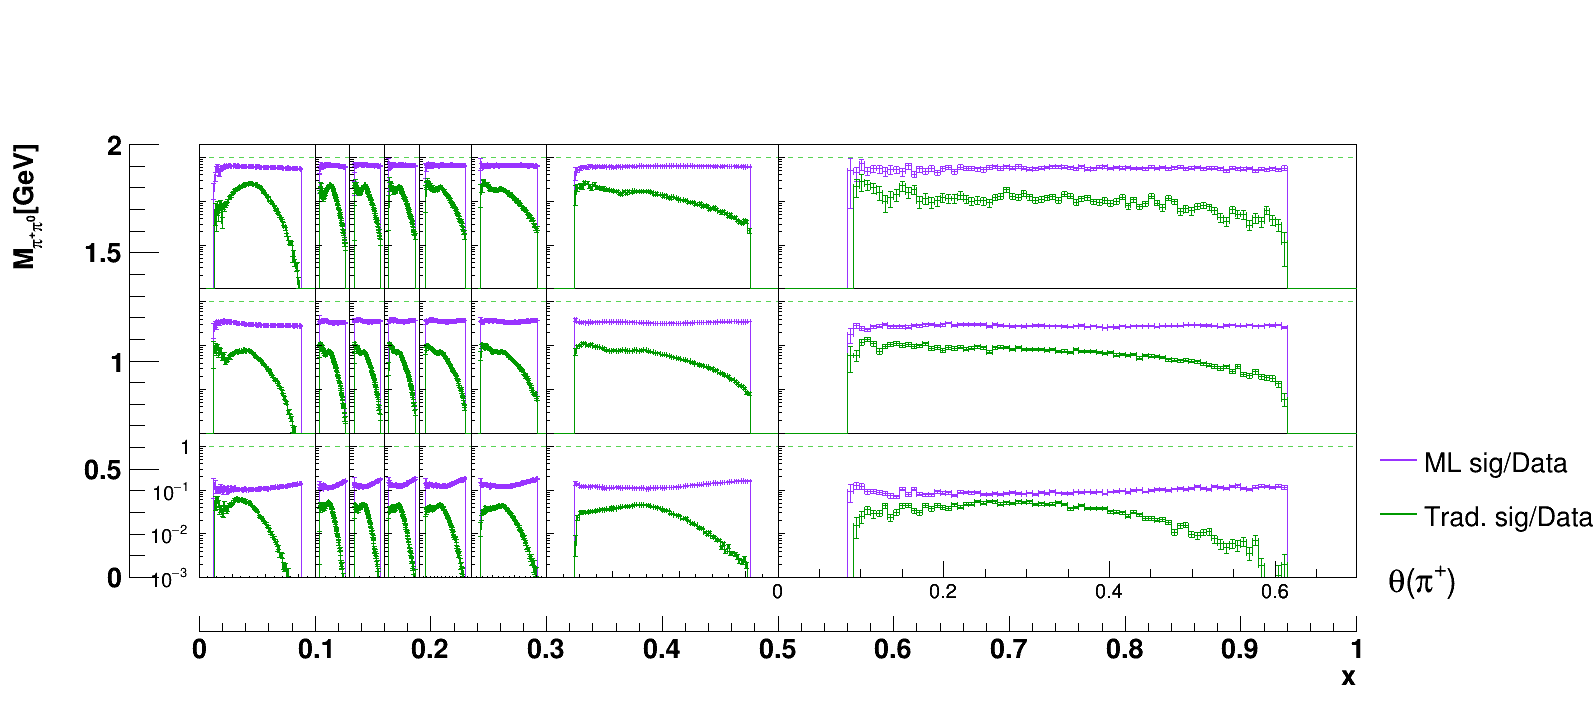 M_{π⁺π⁰}[GeV]
2
1.5
1
0.5
0
1
10⁻¹
10⁻²
10⁻³
0 0.2 0.4 0.6
θ(π⁺)
0 0.1 0.2 0.3 0.4 0.5 0.6 0.7 0.8 0.9 1
x
ML sig/Data
Trad. sig/Data